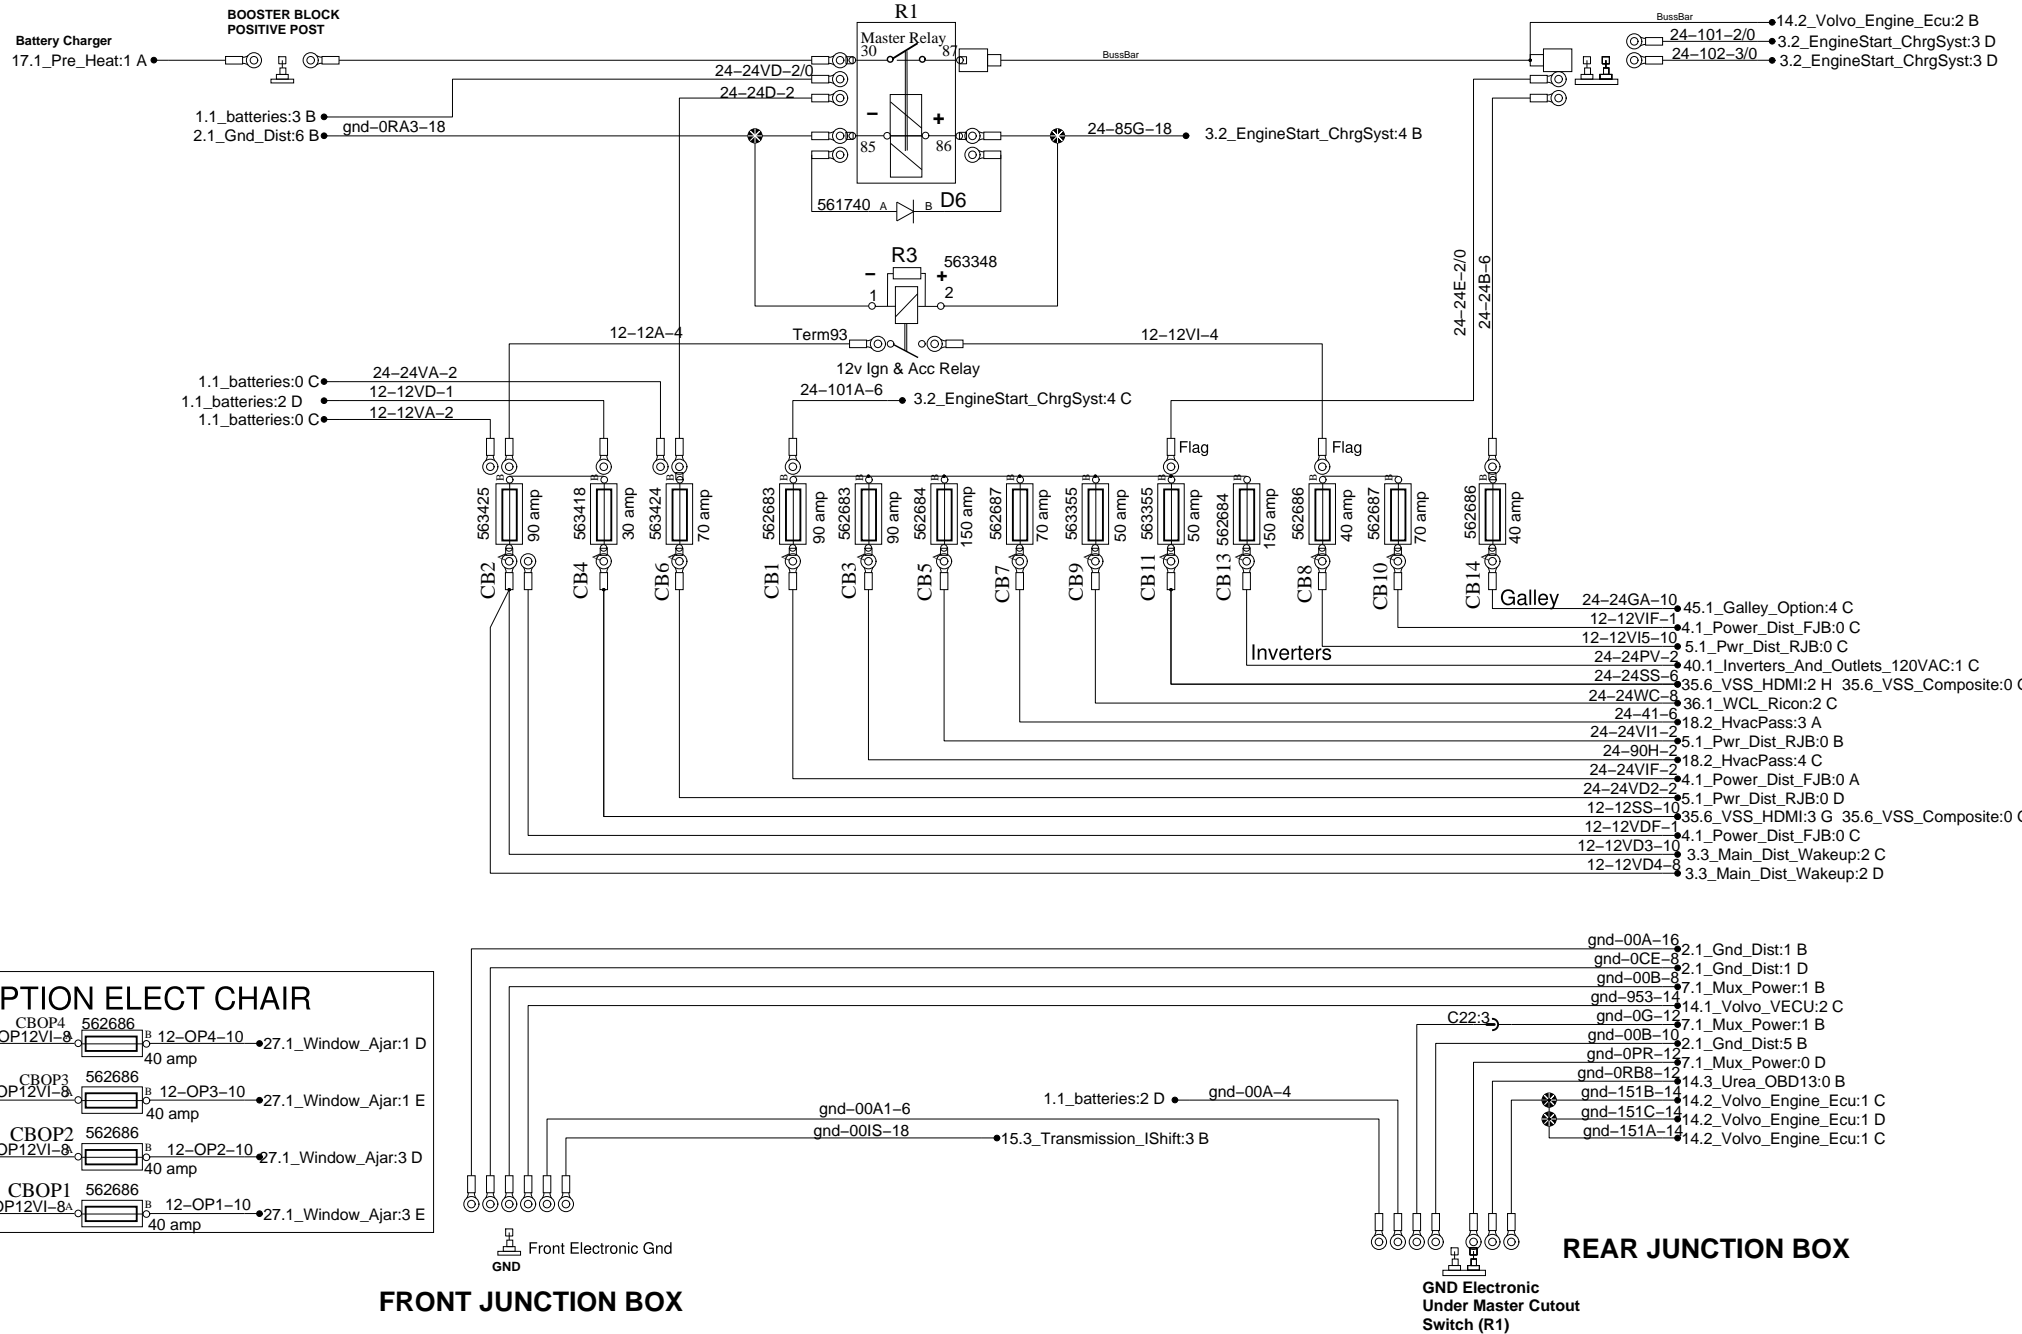 BOOSTER BLOCK
POSITIVE POST
Battery Charger
17.1_Pre_Heat:1 A
R1
Master Relay
30
87
BussBar
BussBar
14.2_Volvo_Engine_Ecu:2 B
24-101-2/0
3.2_EngineStart_ChrgSyst:3 D
24-102-3/0
3.2_EngineStart_ChrgSyst:3 D
24-24VD-2/0
24-24D-2
1.1_batteries:3 B
2.1_Gnd_Dist:6 B
gnd-0RA3-18
− +
85
86
24-85G-18
3.2_EngineStart_ChrgSyst:4 B
561740
A
B
D6
R3
563348
− +
1
2
24-24E-2/0
24-24B-6
12-12A-4
Term93
12-12VI-4
12v Ign & Acc Relay
1.1_batteries:0 C
24-24VA-2
1.1_batteries:2 D
12-12VD-1
1.1_batteries:0 C
12-12VA-2
24-101A-6
3.2_EngineStart_ChrgSyst:4 C
Flag
Flag
B B B B B B B B B B B B B
563425 90 amp
563418 30 amp
563424 70 amp
562683 90 amp
562683 90 amp
562684 150 amp
562687 70 amp
563355 50 amp
563355 50 amp
562684 150 amp
562686 40 amp
562687 70 amp
562686 40 amp
A A A A A A A A A A A A A
CB2
CB4
CB6
CB1
CB3
CB5
CB7
CB9
CB11
CB13
CB8
CB10
CB14
Galley
24-24GA-10
45.1_Galley_Option:4 C
12-12VIF-1
4.1_Power_Dist_FJB:0 C
12-12VI5-10
5.1_Pwr_Dist_RJB:0 C
Inverters
24-24PV-2
40.1_Inverters_And_Outlets_120VAC:1 C
24-24SS-6
35.6_VSS_HDMI:2 H 35.6_VSS_Composite:0
24-24WC-8
36.1_WCL_Ricon:2 C
24-41-6
18.2_HvacPass:3 A
24-24VI1-2
5.1_Pwr_Dist_RJB:0 B
24-90H-2
18.2_HvacPass:4 C
24-24VIF-2
4.1_Power_Dist_FJB:0 A
24-24VD2-2
5.1_Pwr_Dist_RJB:0 D
12-12SS-10
35.6_VSS_HDMI:3 G 35.6_VSS_Composite:0
12-12VDF-1
4.1_Power_Dist_FJB:0 C
12-12VD3-10
3.3_Main_Dist_Wakeup:2 C
12-12VD4-8
3.3_Main_Dist_Wakeup:2 D
gnd-00A-16
2.1_Gnd_Dist:1 B
gnd-0CE-8
2.1_Gnd_Dist:1 D
gnd-00B-8
7.1_Mux_Power:1 B
gnd-953-14
14.1_Volvo_VECU:2 C
C22:3
gnd-0G-12
7.1_Mux_Power:1 B
gnd-00B-10
2.1_Gnd_Dist:5 B
gnd-0PR-12
7.1_Mux_Power:0 D
gnd-0RB8-12
14.3_Urea_OBD13:0 B
gnd-151B-14
14.2_Volvo_Engine_Ecu:1 C
gnd-151C-14
14.2_Volvo_Engine_Ecu:1 D
gnd-151A-14
14.2_Volvo_Engine_Ecu:1 C
1.1_batteries:2 D
gnd-00A-4
gnd-00A1-6
gnd-00IS-18
15.3_Transmission_IShift:3 B
PTION ELECT CHAIR
CBOP4
562686
OP12VI-8
A
B
12-OP4-10
27.1_Window_Ajar:1 D
40 amp
CBOP3
562686
OP12VI-8
A
B
12-OP3-10
27.1_Window_Ajar:1 E
40 amp
CBOP2
562686
OP12VI-8
A
B
12-OP2-10
27.1_Window_Ajar:3 D
40 amp
CBOP1
562686
OP12VI-8
A
B
12-OP1-10
27.1_Window_Ajar:3 E
40 amp
Front Electronic Gnd
GND
FRONT JUNCTION BOX
REAR JUNCTION BOX
GND Electronic
Under Master Cutout
Switch (R1)